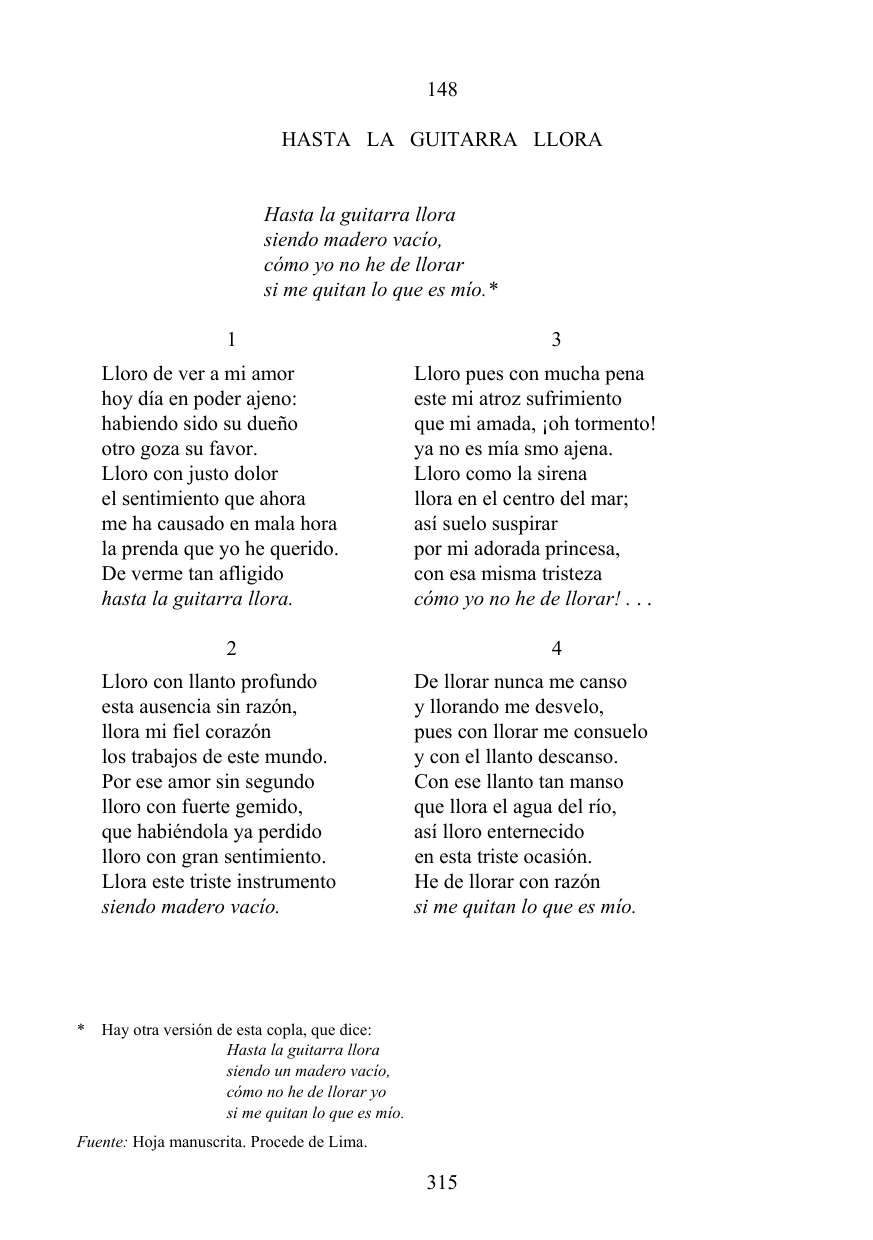 148
HASTA LA GUITARRA LLORA
Hasta la guitarra llora
siendo madero vacío,
cómo yo no he de llorar
si me quitan lo que es mío.*
1
Lloro de ver a mi amor
hoy día en poder ajeno:
habiendo sido su dueño
otro goza su favor.
Lloro con justo dolor
el sentimiento que ahora
me ha causado en mala hora
la prenda que yo he querido.
De verme tan afligido
hasta la guitarra llora.
2
Lloro con llanto profundo
esta ausencia sin razón,
llora mi fiel corazón
los trabajos de este mundo.
Por ese amor sin segundo
lloro con fuerte gemido,
que habiéndola ya perdido
lloro con gran sentimiento.
Llora este triste instrumento
siendo madero vacío.
3
Lloro pues con mucha pena
este mi atroz sufrimiento
que mi amada, ¡oh tormento!
ya no es mía smo ajena.
Lloro como la sirena
llora en el centro del mar;
así suelo suspirar
por mi adorada princesa,
con esa misma tristeza
cómo yo no he de llorar! . . .
4
De llorar nunca me canso
y llorando me desvelo,
pues con llorar me consuelo
y con el llanto descanso.
Con ese llanto tan manso
que llora el agua del río,
así lloro enternecido
en esta triste ocasión.
He de llorar con razón
si me quitan lo que es mío.
* Hay otra versión de esta copla, que dice:
Hasta la guitarra llora
siendo un madero vacío,
cómo no he de llorar yo
si me quitan lo que es mío.
Fuente: Hoja manuscrita. Procede de Lima.
315